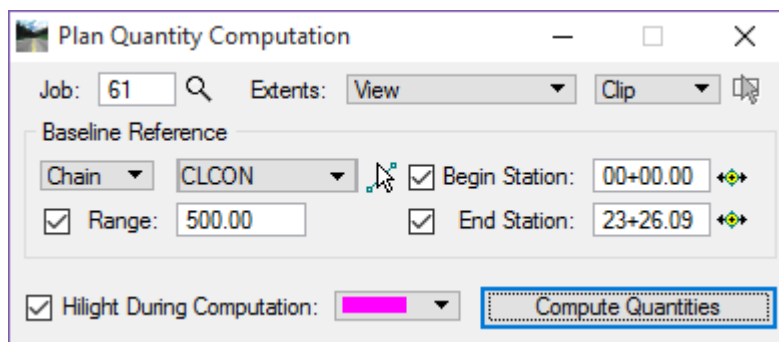 Plan Quantity Computation
Job: 61 Extents: View Clip
Baseline Reference
Chain CLCON Begin Station: 00+00.00
Range: 500.00 End Station: 23+26.09
Hilight During Computation: Compute Quantities